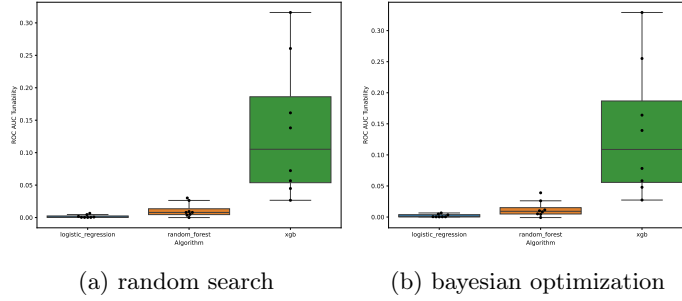 0.30
0.25
0.20
0.15
0.10
0.05
0.00
ROC AUC Tunability
logistic_regression random_forest xgb
Algorithm
0.30
0.25
0.20
0.15
0.10
0.05
0.00
ROC AUC Tunability
logistic_regression random_forest xgb
Algorithm
(a) random search
(b) bayesian optimization